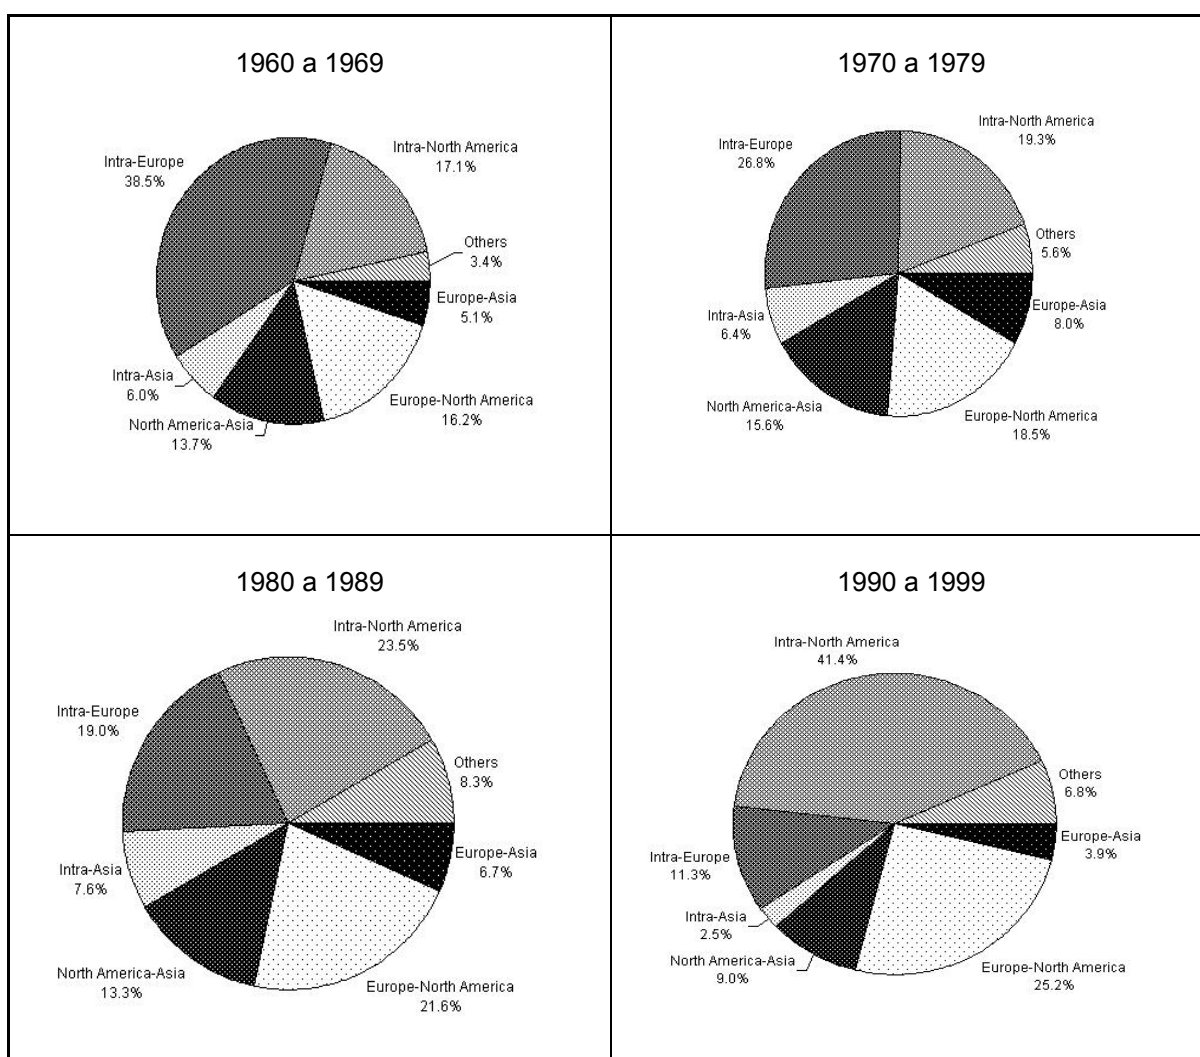 1960 a 1969
Intra-Europe
38.5%
Intra-North America
17.1%
Others
3.4%
Europe-Asia
5.1%
Europe-North America
16.2%
North America-Asia
13.7%
Intra-Asia
6.0%
1970 a 1979
Intra-Europe
26.8%
Intra-North America
19.3%
Others
5.6%
Europe-Asia
8.0%
Europe-North America
18.5%
North America-Asia
15.6%
Intra-Asia
6.4%
1980 a 1989
Intra-North America
23.5%
Intra-Europe
19.0%
Others
8.3%
Europe-Asia
6.7%
Intra-Asia
7.6%
North America-Asia
13.3%
Europe-North America
21.6%
1990 a 1999
Intra-North America
41.4%
Others
6.8%
Europe-Asia
3.9%
Intra-Europe
11.3%
Intra-Asia
2.5%
North America-Asia
9.0%
Europe-North America
25.2%